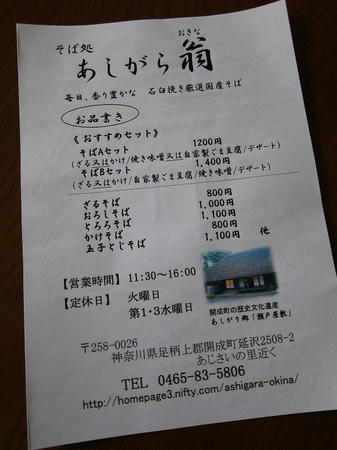 そば処
おきな
あしがら翁
毎日、香り豊かな 石臼挽き厳選国産そば
お品書き
《おすすめセット》
そばAセット 1200円
(ざる又はかけ/焼き味噌又は自家製ごま豆腐/デザート)
そばBセット 1,400円
(ざる又はかけ/自家製ごま豆腐/焼き味噌/デザート)
ざるそば 800円
おろしそば 1,000円
とろろそば 1,100円
かけそば 800円
玉子とじそば 1,100円 他
【営業時間】 11:30~16:00
【定休日】 火曜日
第1・3水曜日
開成町の歴史文化遺産
あしがり郷「瀬戸屋敷」
〒258-0026
神奈川県足柄上郡開成町延沢2508-2
あじさいの里近く
TEL 0465-83-5806
http://homepage3.nifty.com/ashigara-okina/